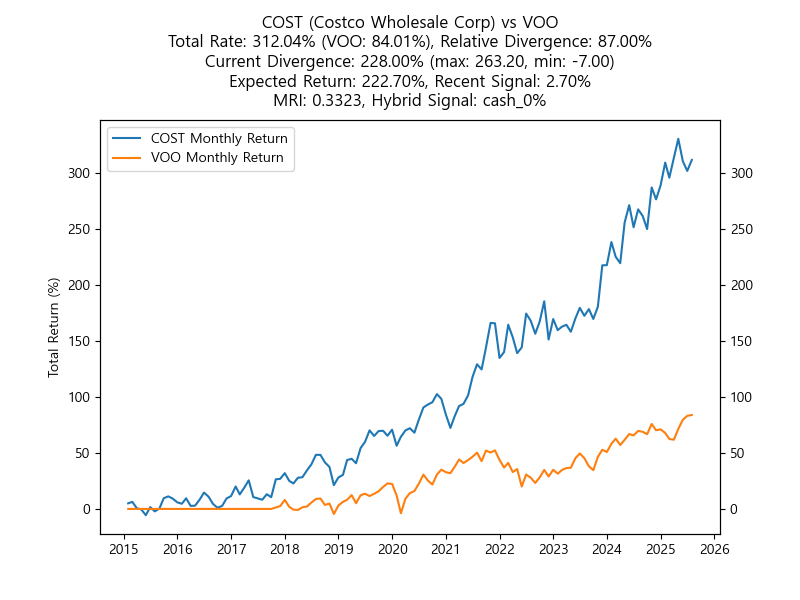 COST (Costco Wholesale Corp) vs VOO
Total Rate: 312.04% (VOO: 84.01%), Relative Divergence: 87.00%
Current Divergence: 228.00% (max: 263.20, min: -7.00)
Expected Return: 222.70%, Recent Signal: 2.70%
MRI: 0.3323, Hybrid Signal: cash_0%
COST Monthly Return
VOO Monthly Return
Total Return (%)
300 300
250 250
200 200
150 150
100 100
50 50
0 0
2015 2016 2017 2018 2019 2020 2021 2022 2023 2024 2025 2026